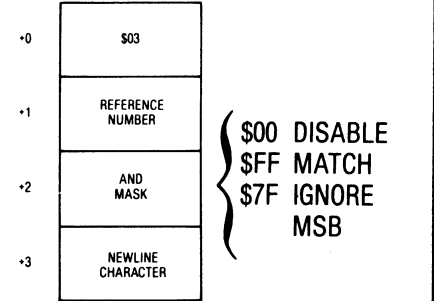 +0 $03
+1 REFERENCE
NUMBER
+2 AND
MASK
+3 NEWLINE
CHARACTER
$00 DISABLE
$FF MATCH
$7F IGNORE
MSB